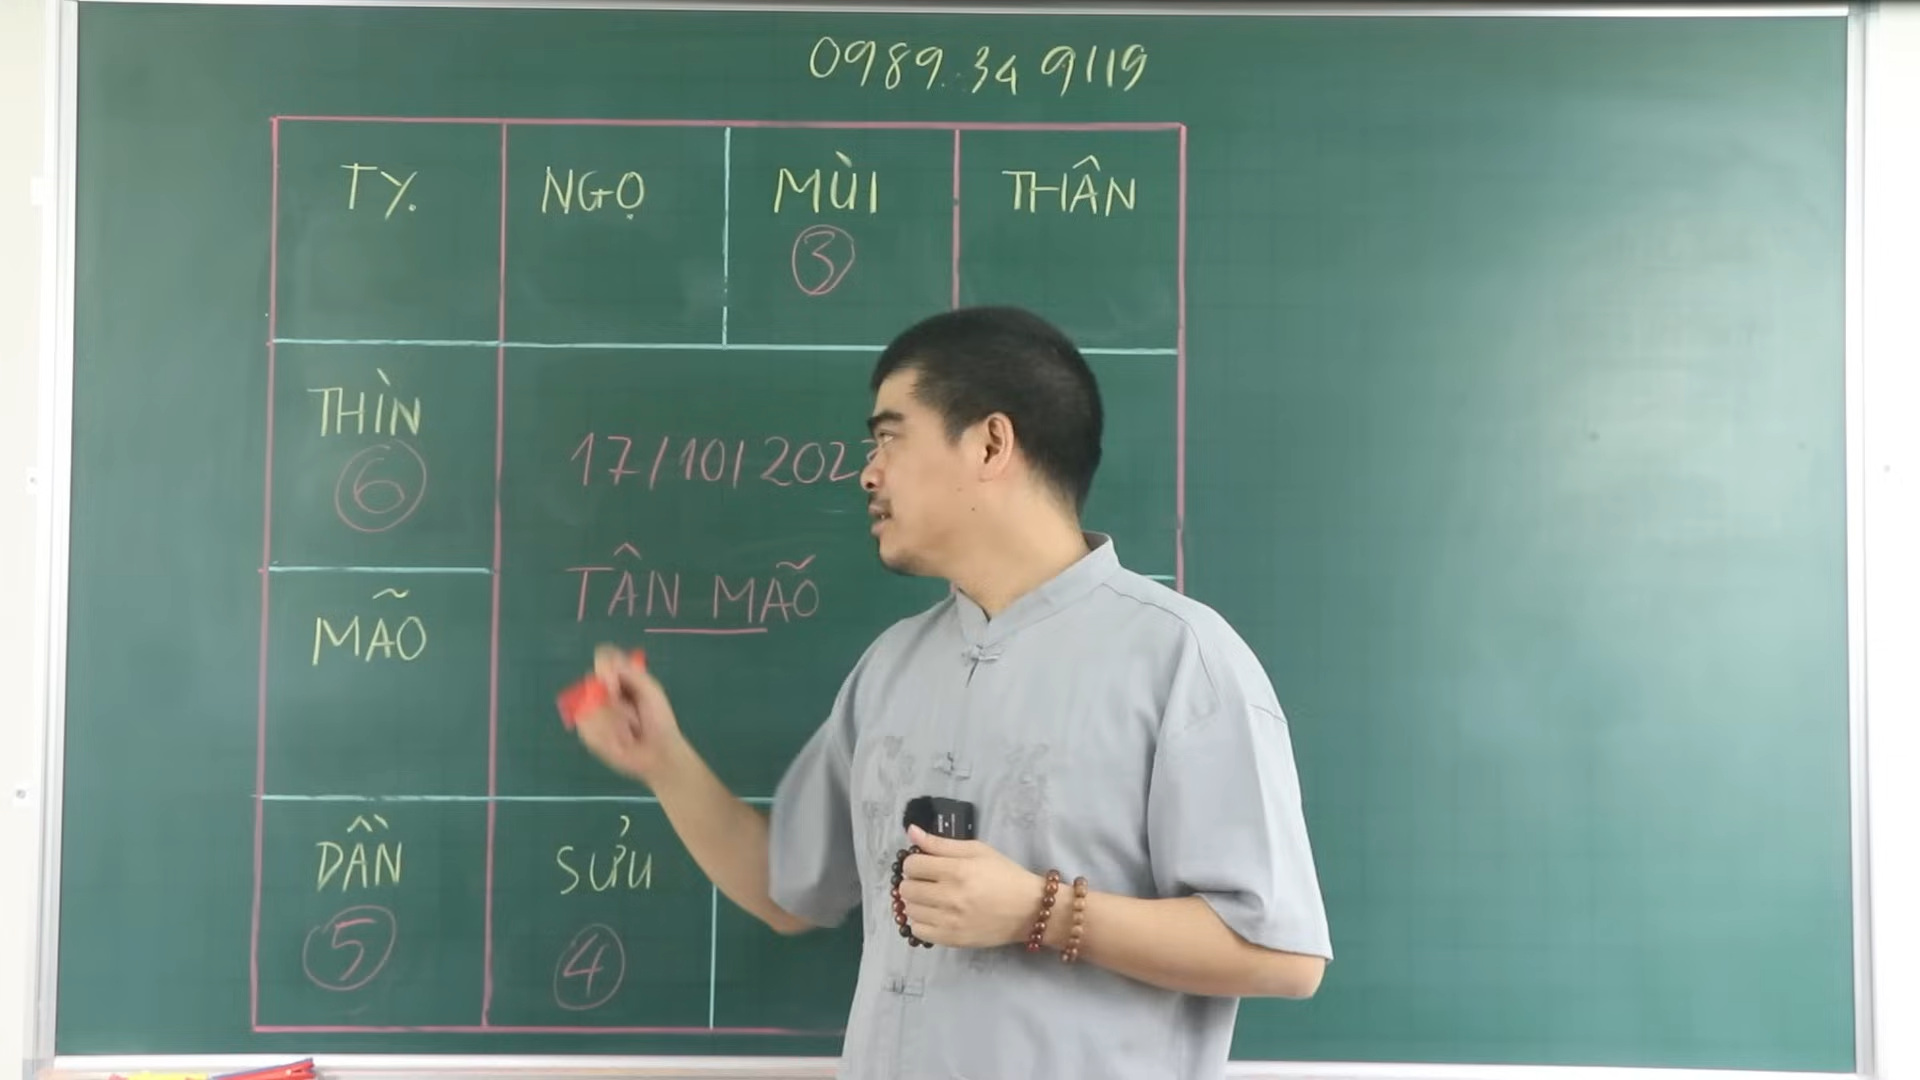 0989.34 9119
TỴ
NGỌ
MÙI
THÂN
3
THÌN
6
17/10/202
TÂN MÃO
MÃO
DẦN
SỬU
5
4